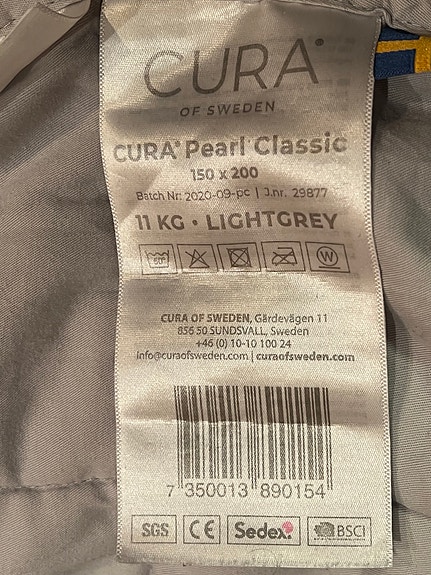 CURA®
OF SWEDEN
CURA® Pearl Classic
150 x 200
Batch Nr: 2020-09-pc | J.nr. 29877
11 KG • LIGHTGREY
60° W
CURA OF SWEDEN, Gärdevägen 11
856 50 SUNDSVALL, Sweden
+46 (0) 10-10 100 24
info@curaofsweden.com | curaofsweden.com
7 350013 890154
SGS CE Sedex BSCI